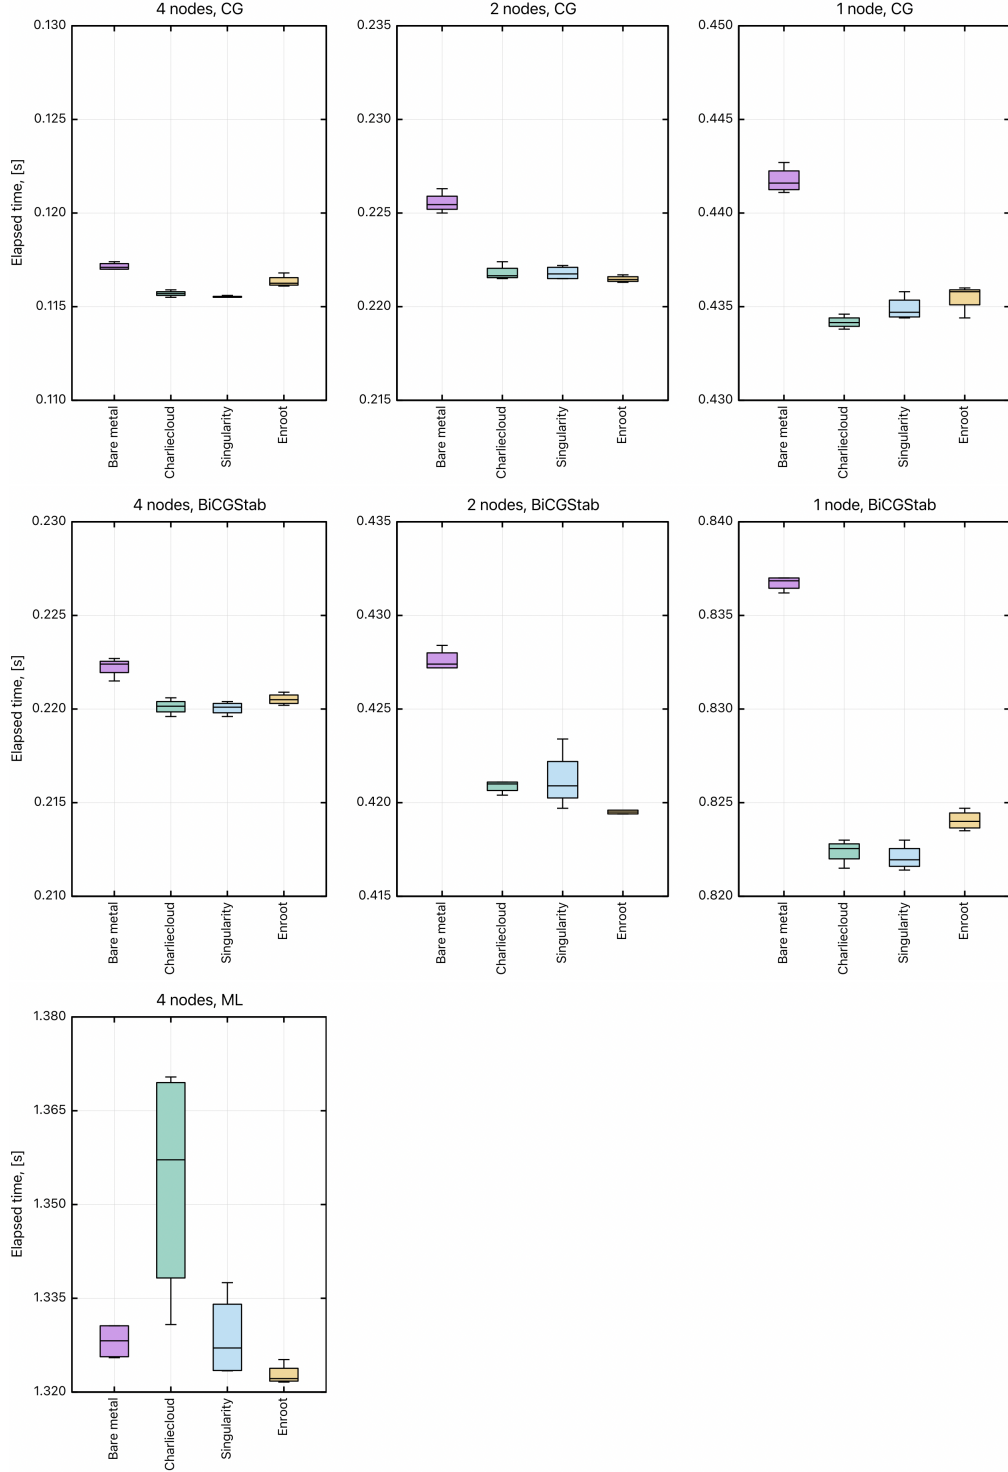 4 nodes, CG
0.130
0.125
0.120
0.115
0.110
Elapsed time, [s]
Bare metal
Charliecloud
Singularity
Enroot
2 nodes, CG
0.235
0.230
0.225
0.220
0.215
Bare metal
Charliecloud
Singularity
Enroot
1 node, CG
0.450
0.445
0.440
0.435
0.430
Bare metal
Charliecloud
Singularity
Enroot
4 nodes, BiCGStab
0.230
0.225
0.220
0.215
0.210
Elapsed time, [s]
Bare metal
Charliecloud
Singularity
Enroot
2 nodes, BiCGStab
0.435
0.430
0.425
0.420
0.415
Bare metal
Charliecloud
Singularity
Enroot
1 node, BiCGStab
0.840
0.835
0.830
0.825
0.820
Bare metal
Charliecloud
Singularity
Enroot
4 nodes, ML
1.380
1.365
1.350
1.335
1.320
Elapsed time, [s]
Bare metal
Charliecloud
Singularity
Enroot